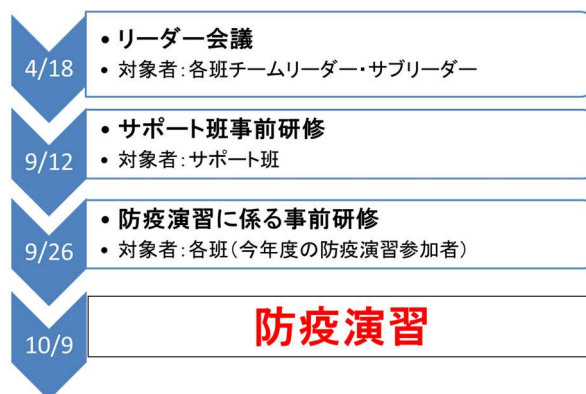 4/18
• リーダー会議
• 対象者：各班チームリーダー・サブリーダー
9/12
• サポート班事前研修
• 対象者：サポート班
9/26
• 防疫演習に係る事前研修
• 対象者：各班（今年度の防疫演習参加者）
10/9
防疫演習